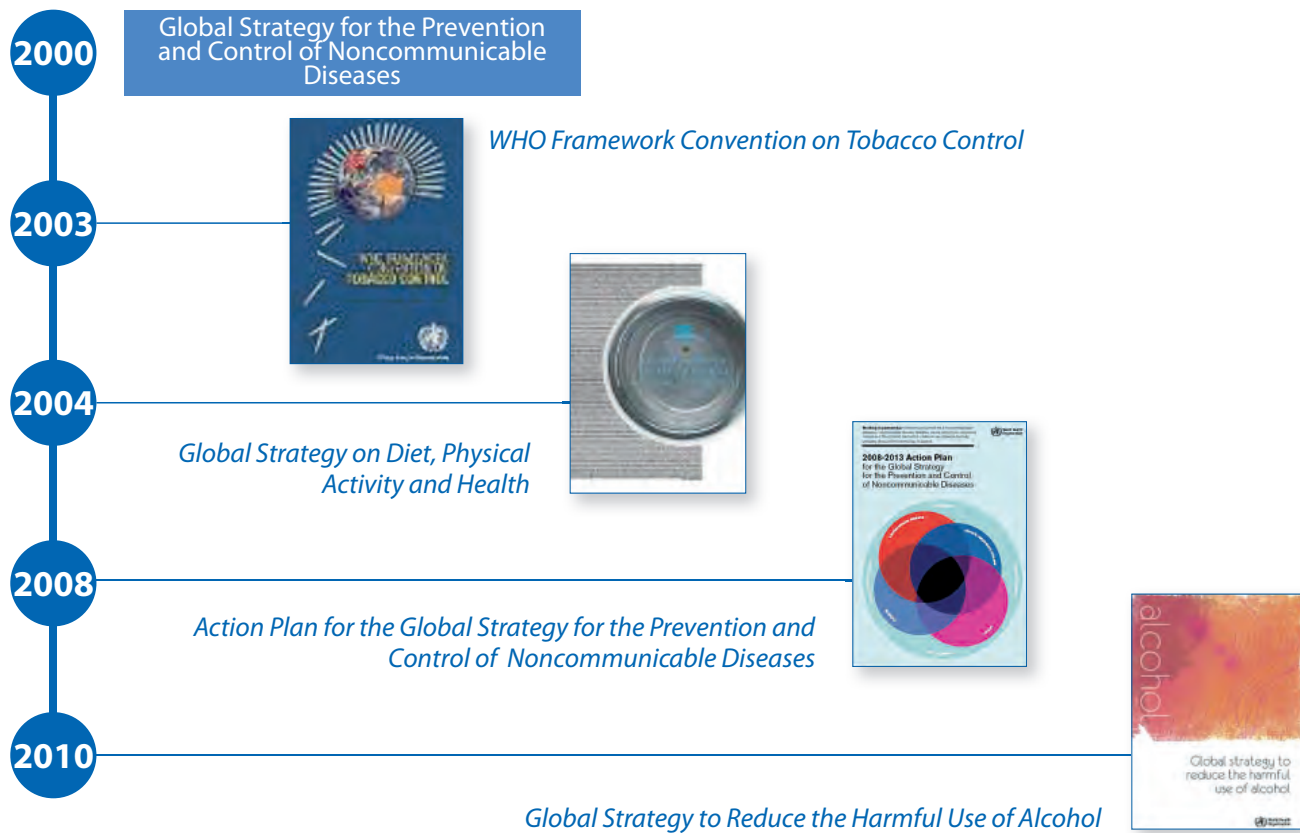 2000
Global Strategy for the Prevention
and Control of Noncommunicable
Diseases
WHO Framework Convention on Tobacco Control
2003
TOBACCO CONTROL
2004
Global Strategy on Diet, Physical
Activity and Health
2008-2013 Action Plan
for the Global Strategy
for the Prevention and Control
of Noncommunicable Diseases
2008
Action Plan for the Global Strategy for the Prevention and
Control of Noncommunicable Diseases
alcohol
2010
Global strategy to
reduce the harmful
use of alcohol
Global Strategy to Reduce the Harmful Use of Alcohol